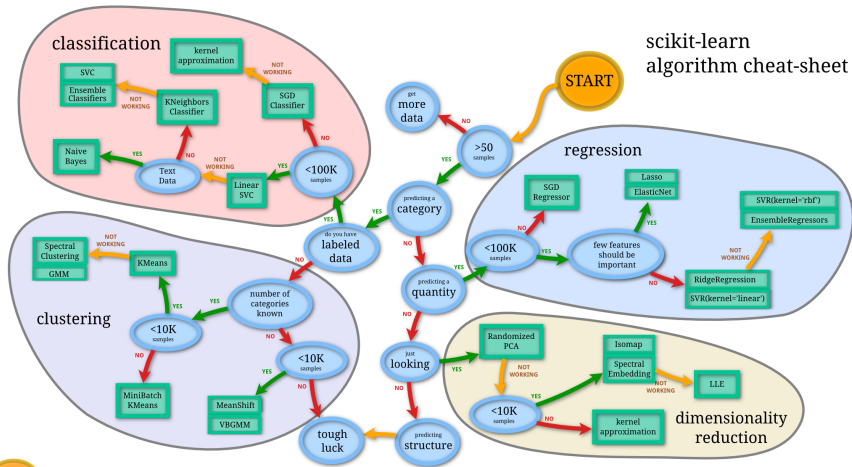 scikit-learn
algorithm cheat-sheet
START
classification
kernel
approximation
NOT
WORKING
SVC
Ensemble
Classifiers
NOT
WORKING
KNeighbors
Classifier
SGD
Classifier
NO
NO
Naive
Bayes
YES
Text
Data
NOT
WORKING
Linear
SVC
YES
<100K
samples
YES
get
more
data
NO
>50
samples
YES
predicting a
category
YES
NO
do you have
labeled
data
NO
predicting a
quantity
YES
NO
regression
SGD
Regressor
NO
<100K
samples
YES
Lasso
ElasticNet
YES
few features
should be
important
NO
SVR(kernel='rbf')
EnsembleRegressors
NOT
WORKING
RidgeRegression
SVR(kernel='linear')
clustering
Spectral
Clustering
GMM
NOT
WORKING
KMeans
YES
<10K
samples
NO
MiniBatch
KMeans
YES
number of
categories
known
NO
<10K
samples
YES
NO
MeanShift
VBGMM
tough
luck
just
looking
YES
NO
predicting
structure
Randomized
PCA
NOT
WORKING
<10K
samples
YES
NO
Isomap
Spectral
Embedding
NOT
WORKING
LLE
kernel
approximation
dimensionality
reduction